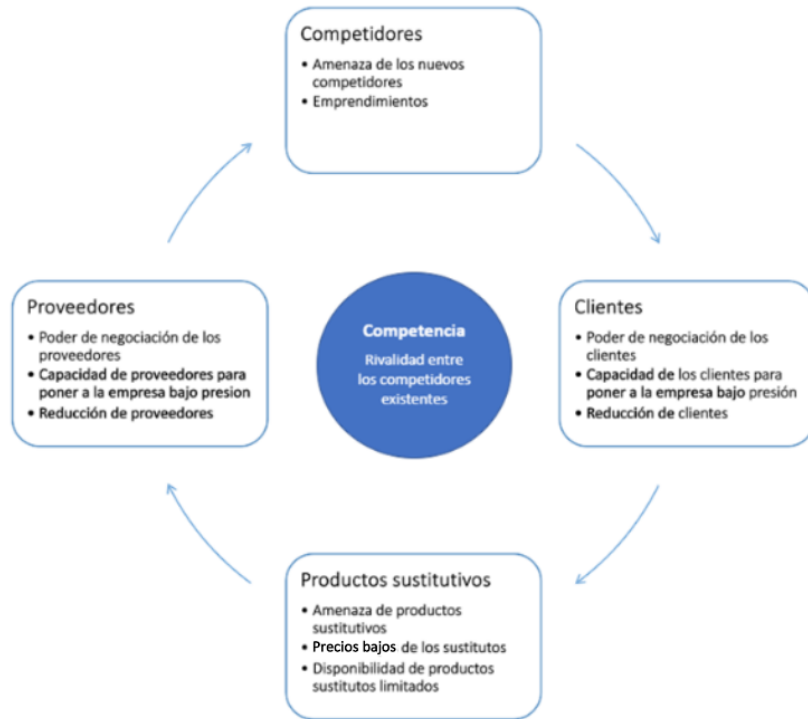 Competidores
• Amenaza de los nuevos
competidores
• Emprendimientos
Proveedores
• Poder de negociación de los
proveedores
• Capacidad de proveedores para
poner a la empresa bajo presion
• Reducción de proveedores
Competencia
Rivalidad entre
los competidores
existentes
Clientes
• Poder de negociación de los
clientes
• Capacidad de los clientes para
poner a la empresa bajo presión
• Reducción de clientes
Productos sustitutivos
• Amenaza de productos
sustitutivos
• Precios bajos de los sustitutos
• Disponibilidad de productos
sustitutos limitados